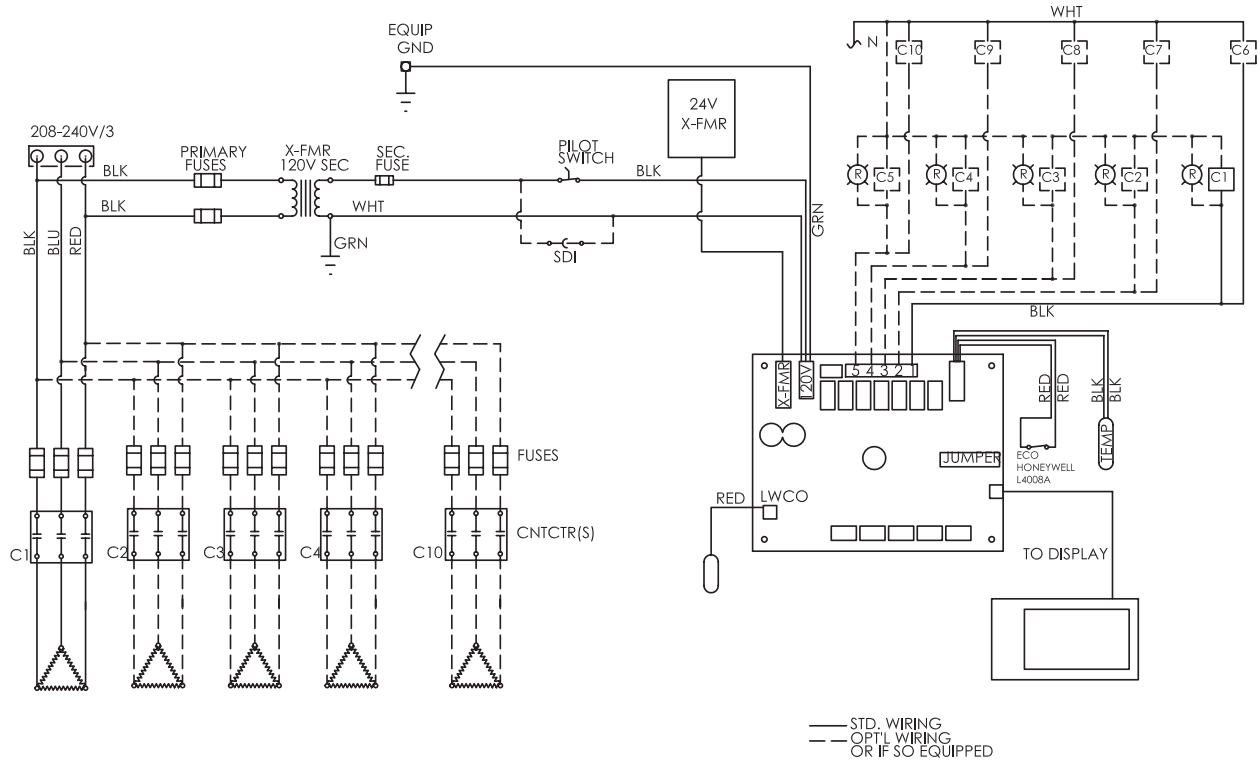 WHT
EQUIP
GND
N
C10
C9
C8
C7
C6
24V
X-FMR
208-240V/3
PRIMARY
FUSES
X-FMR
120V SEC
SEC.
FUSE
PILOT
SWITCH
BLK
BLK
R
C5
R
C4
R
C3
R
C2
R
C1
BLK
WHT
BLK
BLU
RED
GRN
GRN
SDI
BLK
X-FMR
120V
5 4 3 2
RED
RED
BLK
BLK
TEMP
FUSES
JUMPER
ECO
HONEYWELL
L4008A
RED
LWCO
CNTCTR(S)
C1
C2
C3
C4
C10
TO DISPLAY
STD. WIRING
OPT'L WIRING
OR IF SO EQUIPPED